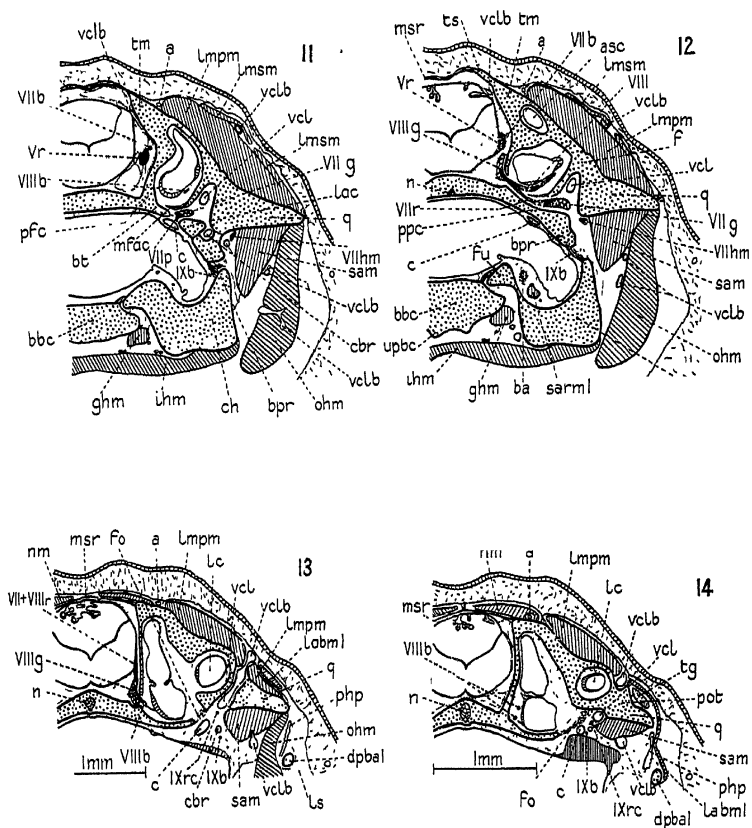 vclb
tm
a
11
lmpm
lmsm
vclb
vcl
lmsm
VII g
lac
q
VIIhm
sam
vclb
cbr
vclb
ohm
bpr
ch
ihm
ghm
bbc
IXb
c
VIIp
mfac
bt
pfc
VIIIb
Vr
VIIb
ts
vclb
tm
a
VIIb
asc
12
lmsm
VIII
vclb
lmpm
f
vcl
q
VII g
VIIhm
sam
vclb
ohm
sarml
ba
ghm
ihm
upbc
bbc
fu
bpr
IXb
c
ppc
VIIr
n
VIIIg
Vr
msr
nm
msr
fo
a
lmpm
lc
13
vcl
vclb
lmpm
labml
q
php
ohm
dpbal
ls
vclb
sam
IXb
cbr
IXrc
c
VIIIb
1mm
n
VIIIg
VII+VIIIr
a
lmpm
14
lc
vclb
vcl
tg
pot
q
sam
php
labml
dpbal
vclb
IXrc
IXb
c
fo
1mm
n
VIIIb
msr